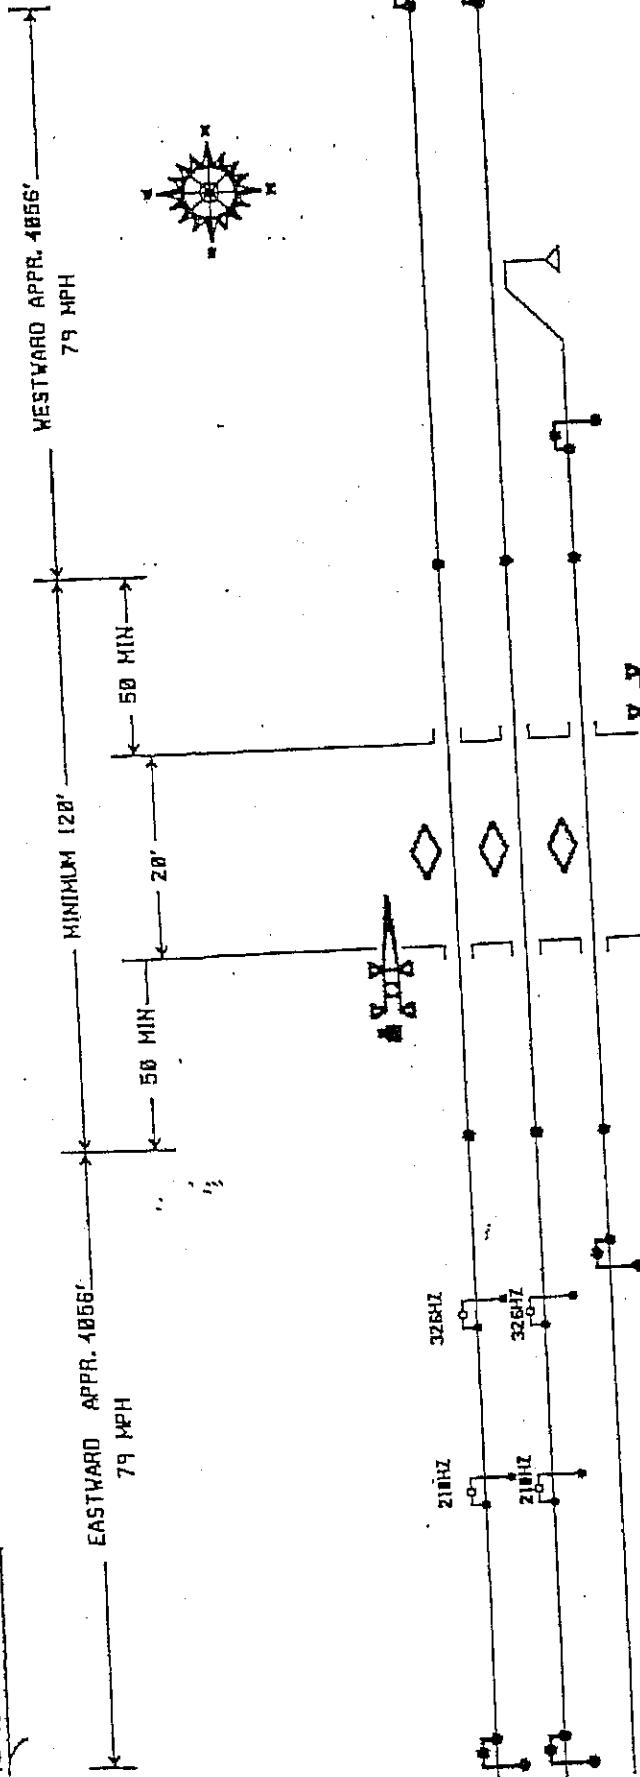 WESTWARD APPR. 4056'
79 MPH
50 MIN
MINIMUM 120'
20'
50 MIN
EASTWARD APPR. 4056'
79 MPH
326HZ
326HZ
210HZ
210HZ